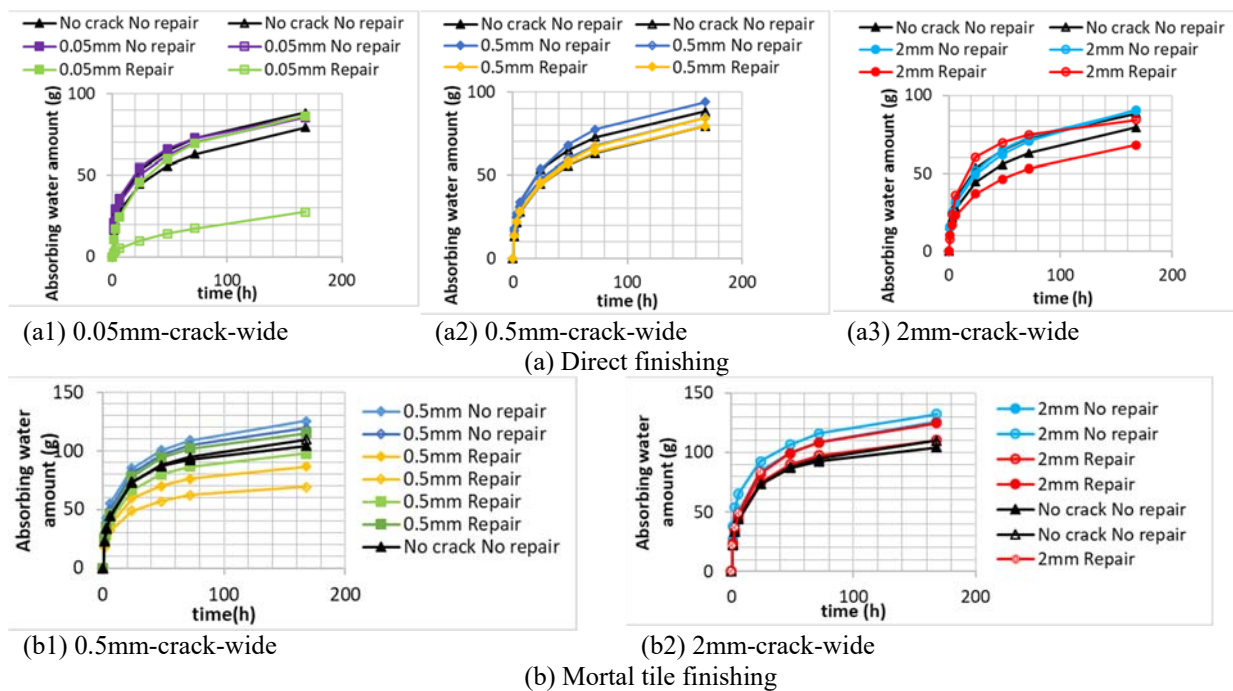 No crack No repair No crack No repair
0.05mm No repair 0.05mm No repair
0.05mm Repair 0.05mm Repair
Absorbing water amount (g)
100
50
0
0 100 200
time (h)
(a1) 0.05mm-crack-wide
No crack No repair No crack No repair
0.5mm No repair 0.5mm No repair
0.5mm Repair 0.5mm Repair
Absorbing water amount (g)
100
50
0
0 100 200
time (h)
(a2) 0.5mm-crack-wide
No crack No repair No crack No repair
2mm No repair 2mm No repair
2mm Repair 2mm Repair
Absorbing water amount (g)
100
50
0
0 100 200
time (h)
(a3) 2mm-crack-wide
(a) Direct finishing
Absorbing water
amount (g)
150
100
50
0
0 100 200
time(h)
0.5mm No repair
0.5mm No repair
0.5mm Repair
0.5mm Repair
0.5mm Repair
0.5mm Repair
No crack No repair
(b1) 0.5mm-crack-wide
Absorbing water
amount (g)
150
100
50
0
0 100 200
time (h)
2mm No repair
2mm No repair
2mm Repair
2mm Repair
No crack No repair
No crack No repair
2mm Repair
(b2) 2mm-crack-wide
(b) Mortal tile finishing